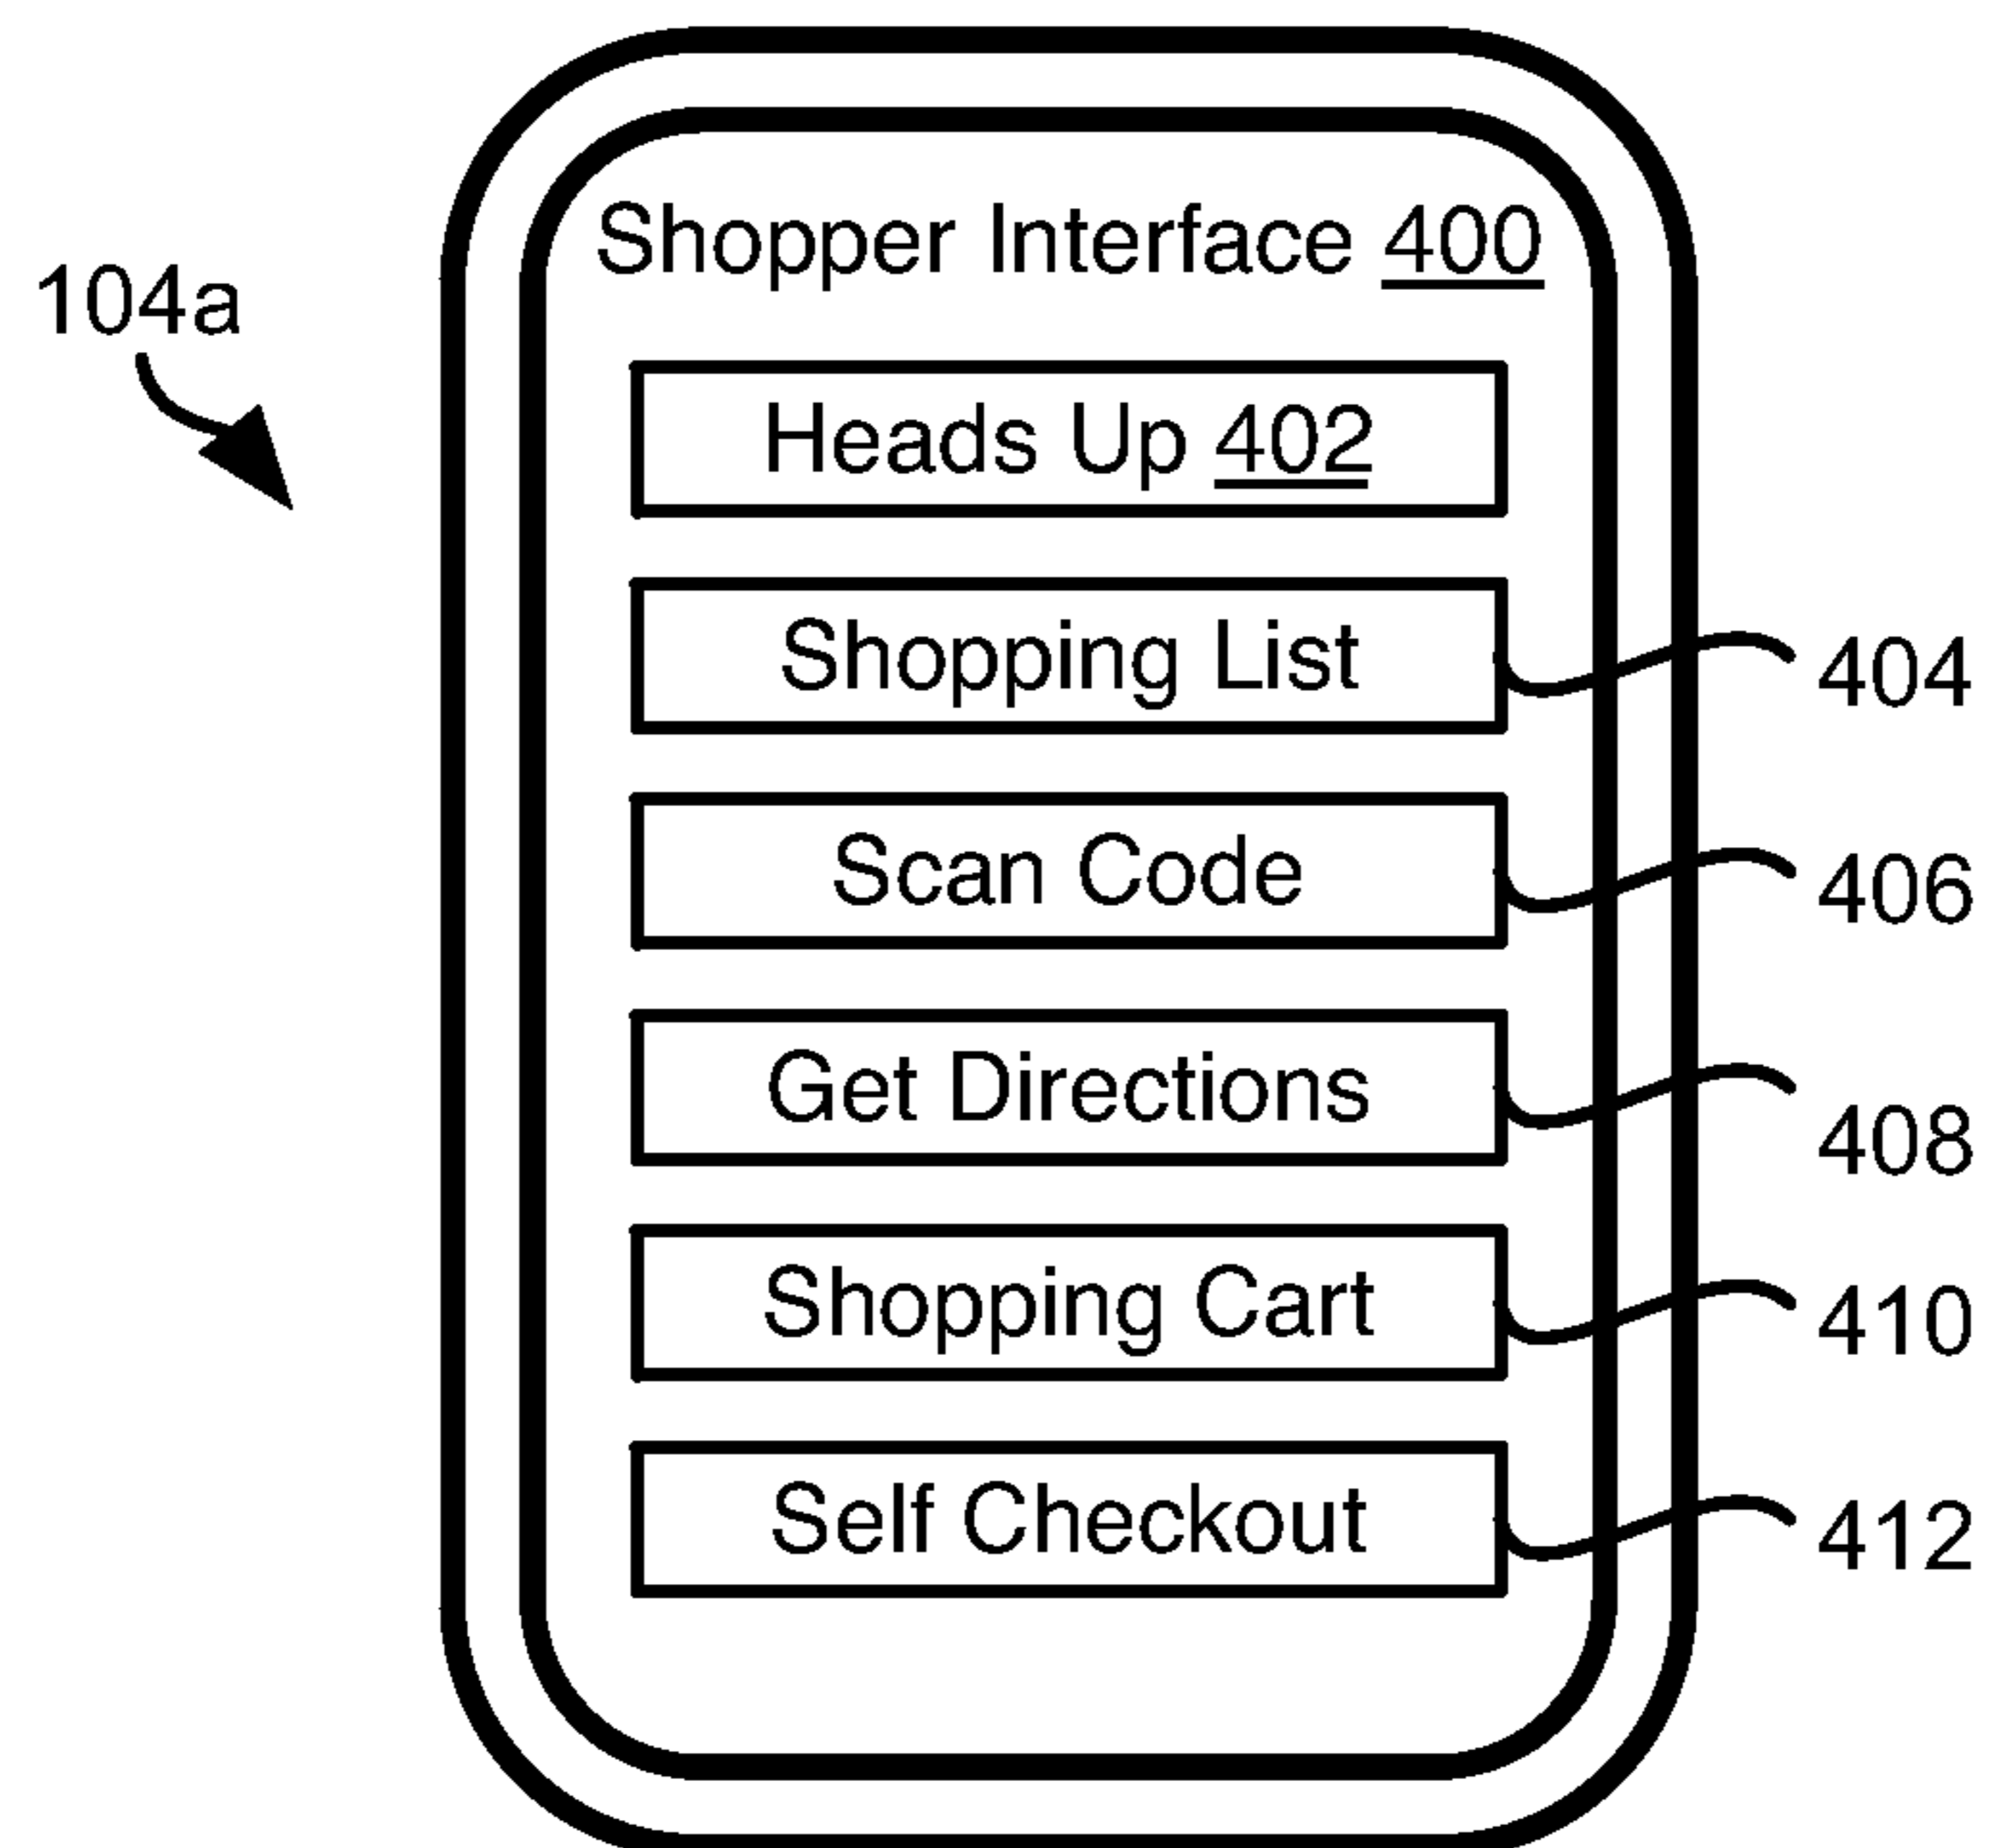 Shopper Interface 400
104a
Heads Up 402
Shopping List
404
Scan Code
406
Get Directions
408
Shopping Cart
410
Self Checkout
412